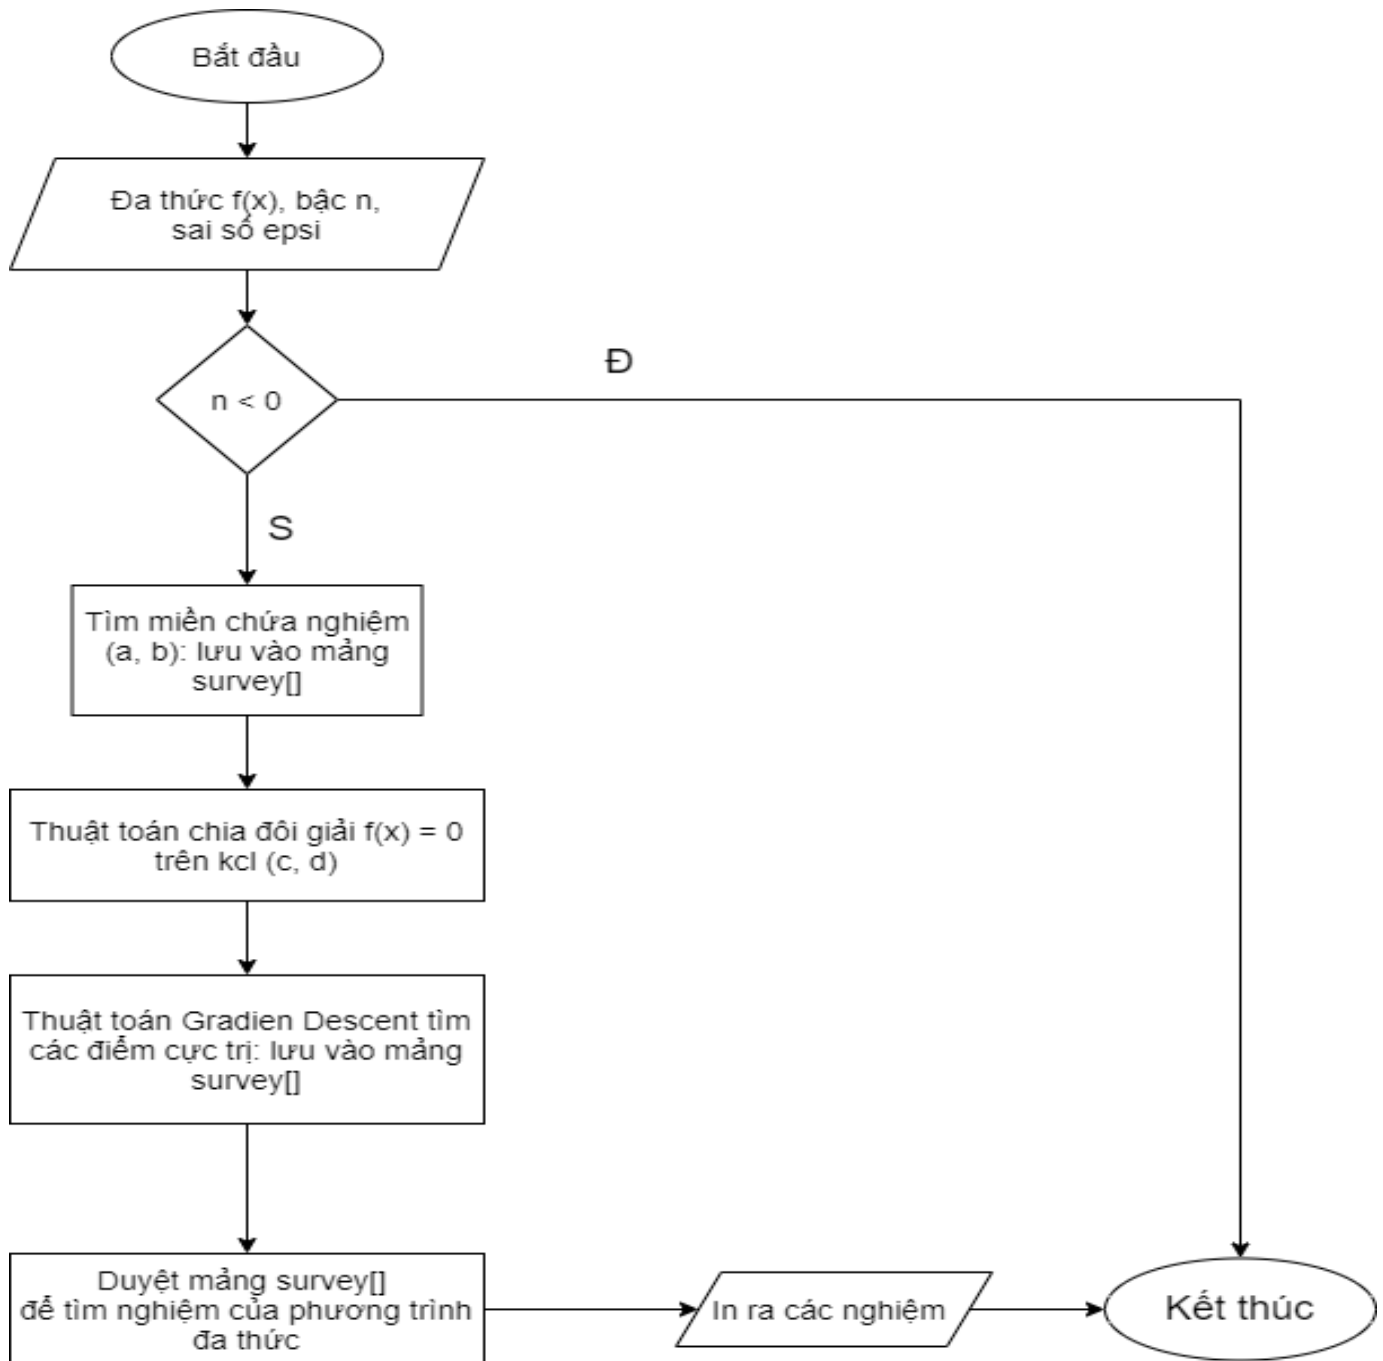 Bắt đầu
Đa thức f(x), bậc n,
sai số epsi
n < 0
Đ
S
Tìm miền chứa nghiệm
(a, b): lưu vào mảng
survey[]
Thuật toán chia đôi giải f(x) = 0
trên kcl (c, d)
Thuật toán Gradien Descent tìm
các điểm cực trị: lưu vào mảng
survey[]
Duyệt mảng survey[]
để tìm nghiệm của phương trình
đa thức
In ra các nghiệm
Kết thúc